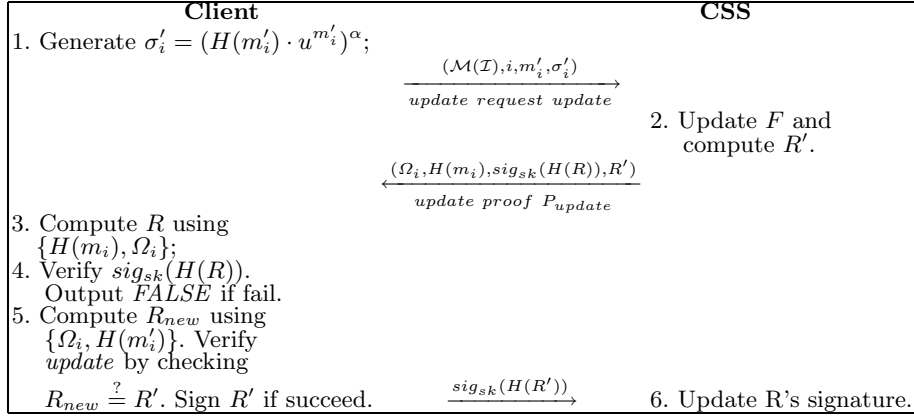 Client CSS
1. Generate σ′ᵢ = (H(m′ᵢ) · u^{m′ᵢ})^α;
(ℳ(ℐ),i,m′ᵢ,σ′ᵢ)
update request update
2. Update F and
compute R′.
(Ωᵢ,H(mᵢ),sig_{sk}(H(R)),R′)
update proof P_{update}
3. Compute R using
{H(mᵢ), Ωᵢ};
4. Verify sig_{sk}(H(R)).
Output FALSE if fail.
5. Compute R_{new} using
{Ωᵢ, H(m′ᵢ)}. Verify
update by checking
R_{new} ≟ R′. Sign R′ if succeed. sig_{sk}(H(R′)) 6. Update R's signature.